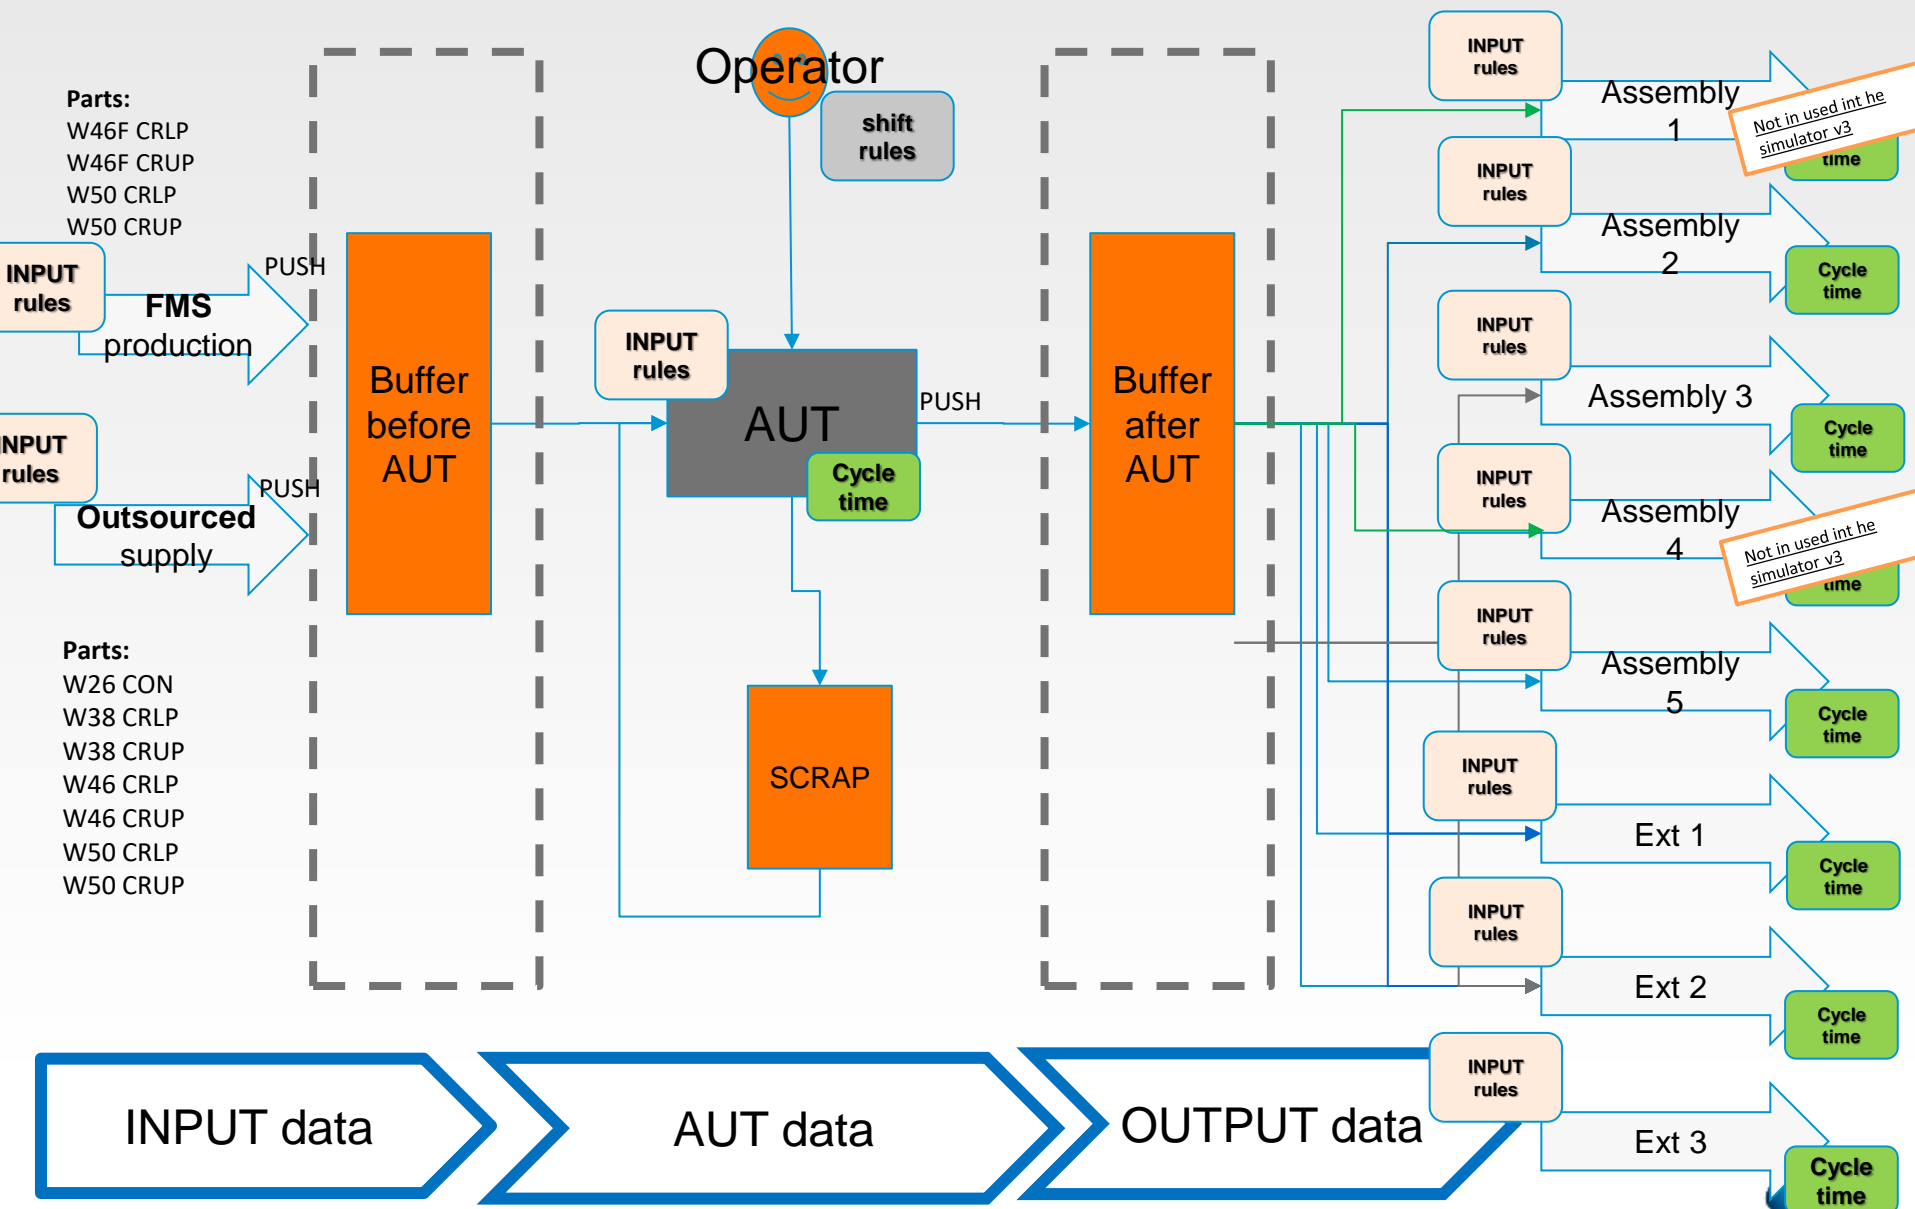 Parts:
W46F CRLP
W46F CRUP
W50 CRLP
W50 CRUP
INPUT
rules
FMS
production
PUSH
INPUT
rules
Outsourced
supply
PUSH
Parts:
W26 CON
W38 CRLP
W38 CRUP
W46 CRLP
W46 CRUP
W50 CRLP
W50 CRUP
Buffer
before
AUT
Operator
shift
rules
INPUT
rules
AUT
Cycle
time
PUSH
SCRAP
Buffer
after
AUT
INPUT
rules
Assembly
1
Not in used int he
simulator v3
time
INPUT
rules
Assembly
2
Cycle
time
INPUT
rules
Assembly 3
Cycle
time
INPUT
rules
Assembly
4
Not in used int he
simulator v3
time
INPUT
rules
Assembly
5
Cycle
time
INPUT
rules
Ext 1
Cycle
time
INPUT
rules
Ext 2
Cycle
time
INPUT
rules
Ext 3
Cycle
time
INPUT data
AUT data
OUTPUT data